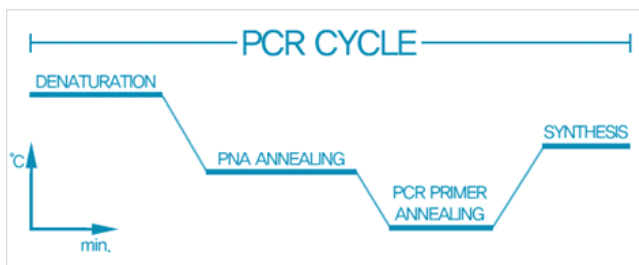 PCR CYCLE
DENATURATION
PNA ANNEALING
PCR PRIMER
ANNEALING
SYNTHESIS
°C
min.